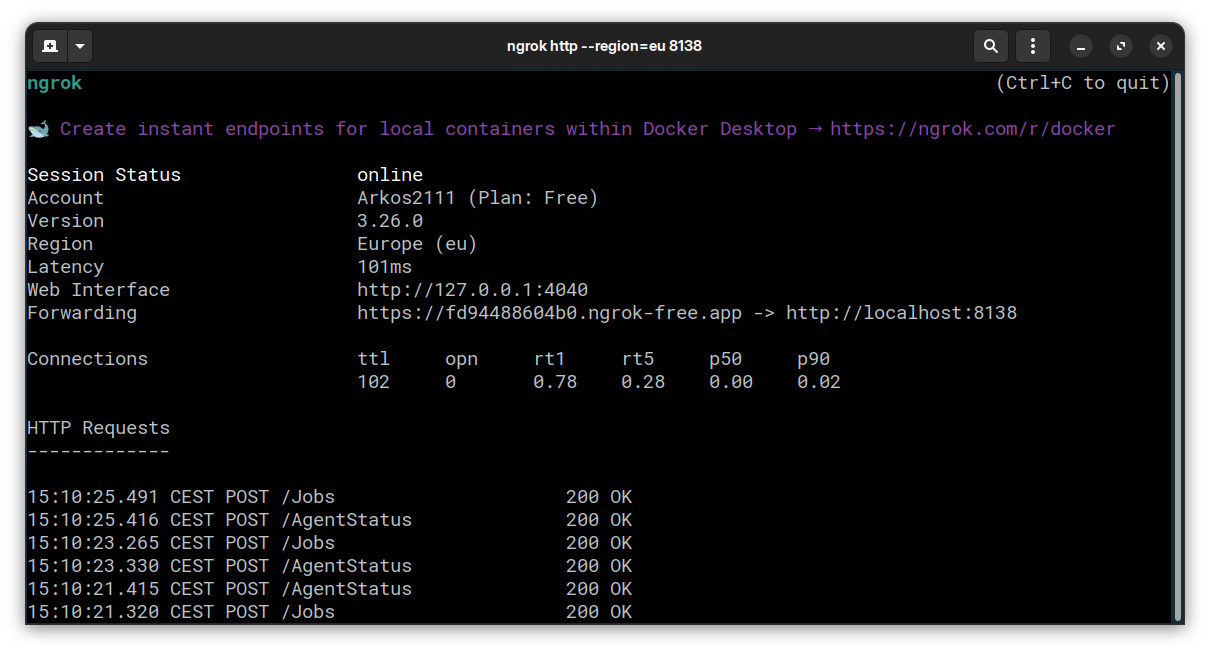 ngrok http --region=eu 8138
ngrok (Ctrl+C to quit)
🐋 Create instant endpoints for local containers within Docker Desktop → https://ngrok.com/r/docker
Session Status online
Account Arkos2111 (Plan: Free)
Version 3.26.0
Region Europe (eu)
Latency 101ms
Web Interface http://127.0.0.1:4040
Forwarding https://fd94488604b0.ngrok-free.app -> http://localhost:8138
Connections ttl opn rt1 rt5 p50 p90
102 0 0.78 0.28 0.00 0.02
HTTP Requests
-------------
15:10:25.491 CEST POST /Jobs 200 OK
15:10:25.416 CEST POST /AgentStatus 200 OK
15:10:23.265 CEST POST /Jobs 200 OK
15:10:23.330 CEST POST /AgentStatus 200 OK
15:10:21.415 CEST POST /AgentStatus 200 OK
15:10:21.320 CEST POST /Jobs 200 OK